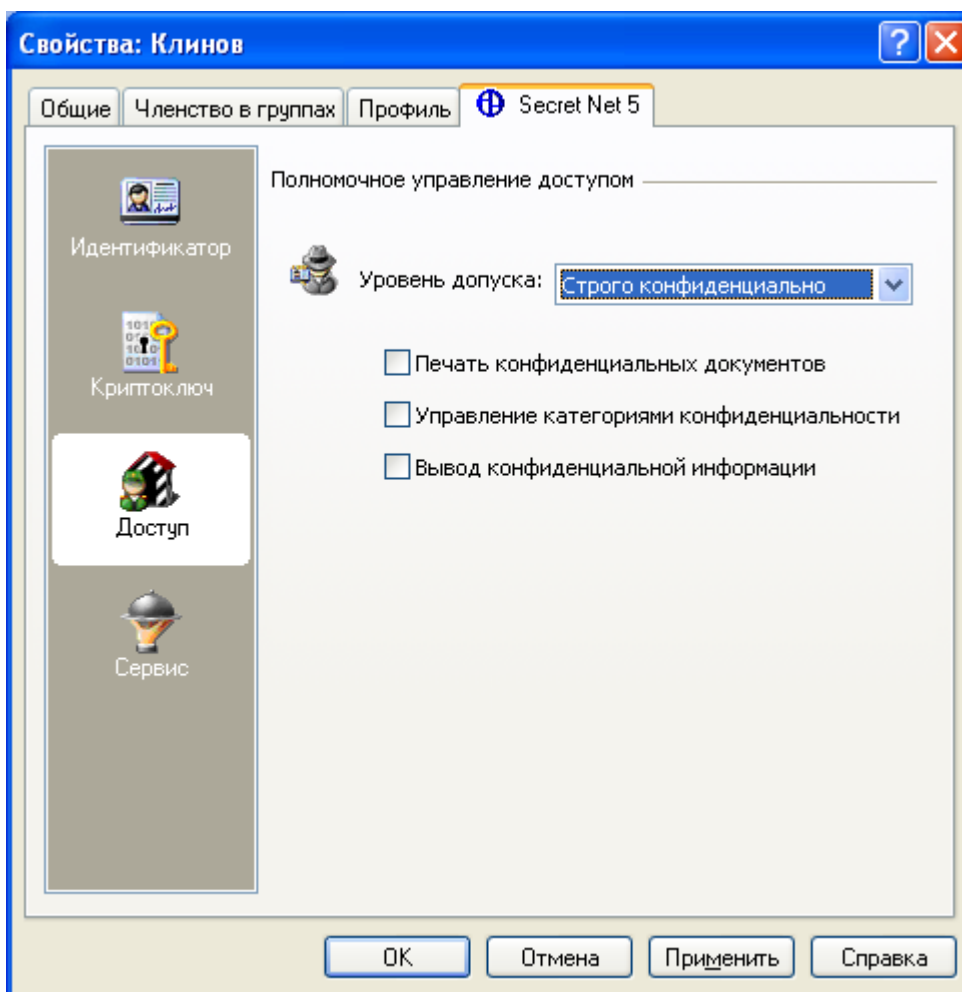 Свойства: Клинов
Общие Членство в группах Профиль Secret Net 5
Полномочное управление доступом
Идентификатор
Уровень допуска: Строго конфиденциально
Печать конфиденциальных документов
Криптоключ
Управление категориями конфиденциальности
Вывод конфиденциальной информации
Доступ
Сервис
ОК Отмена Применить Справка